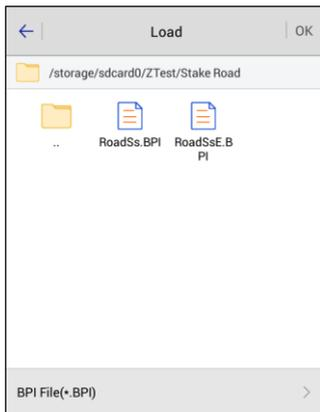 Load
OK
/storage/sdcard0/ZTest/Stake Road
..
RoadSs.BPI
RoadSsE.B
PI
BPI File(*.BPI)